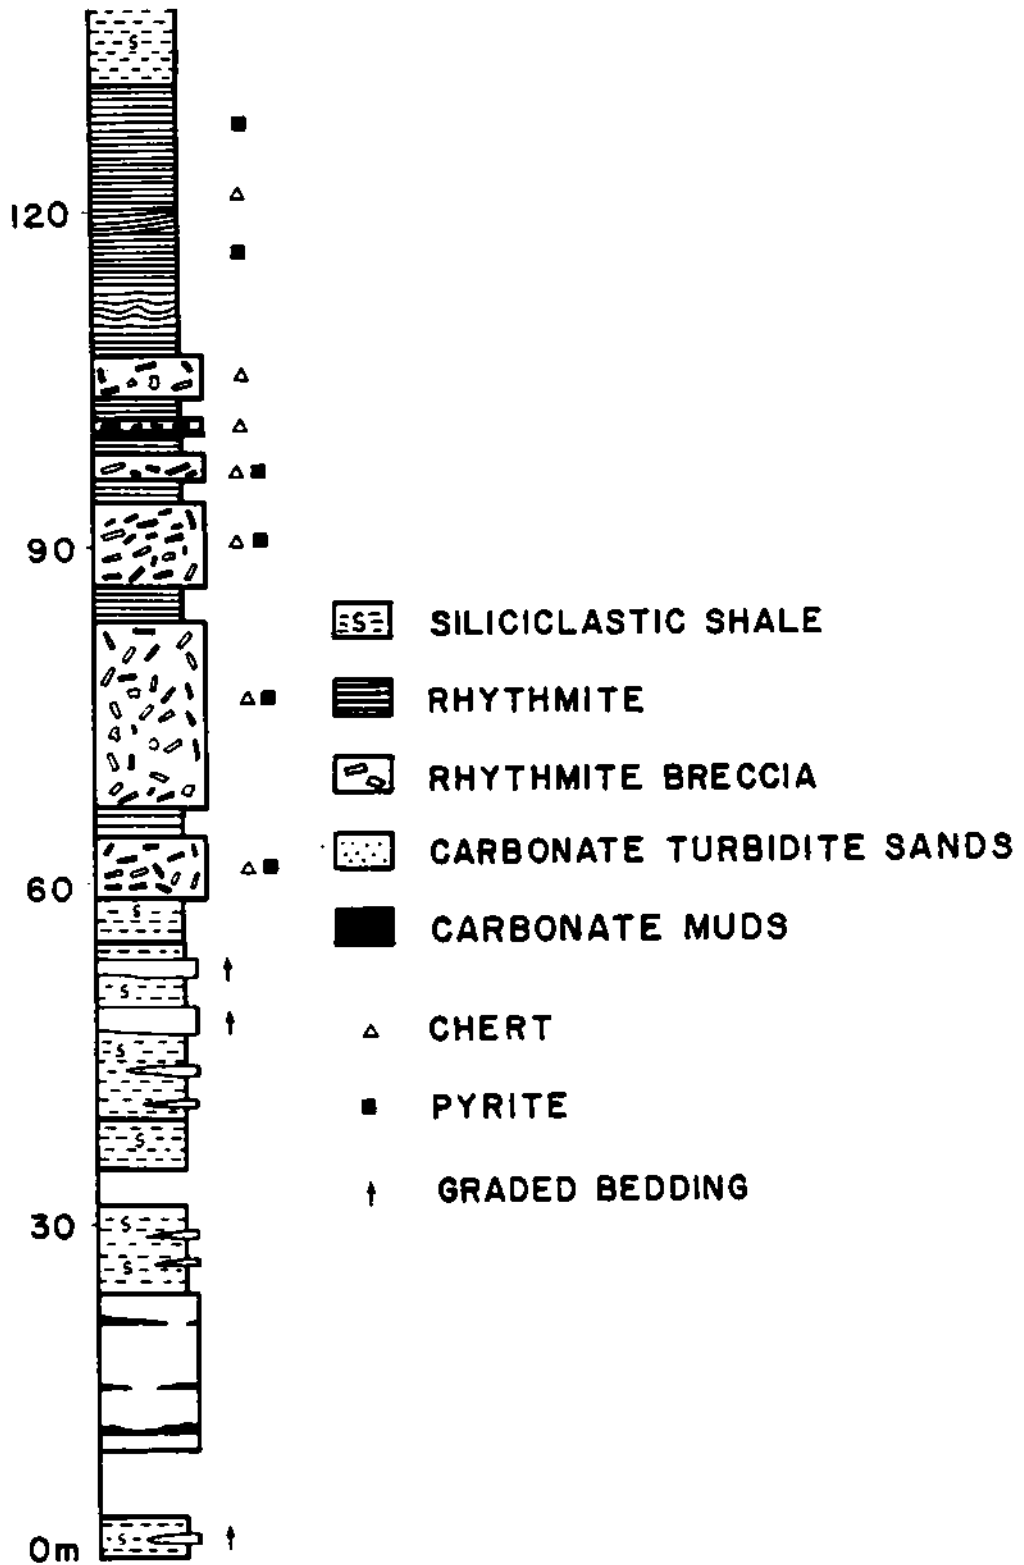 S
120
90
S SILICICLASTIC SHALE
RHYTHMITE
RHYTHMITE BRECCIA
CARBONATE TURBIDITE SANDS
60
CARBONATE MUDS
S
S
CHERT
S
PYRITE
S
GRADED BEDDING
30
S
S
0m
S